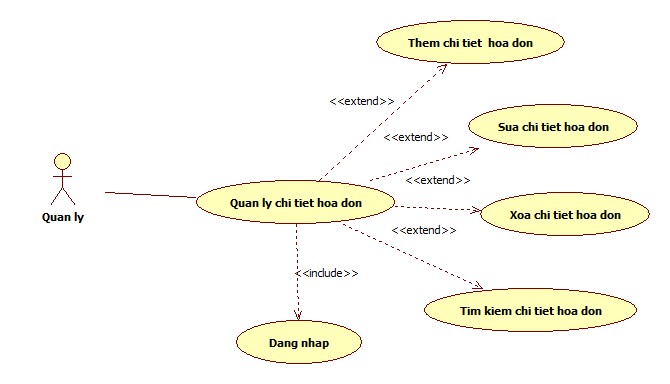 Them chi tiet hoa don
<<extend>>
Sua chi tiet hoa don
<<extend>>
<<extend>>
Quan ly
Quan ly chi tiet hoa don
Xoa chi tiet hoa don
<<extend>>
<<include>>
Tim kiem chi tiet hoa don
Dang nhap